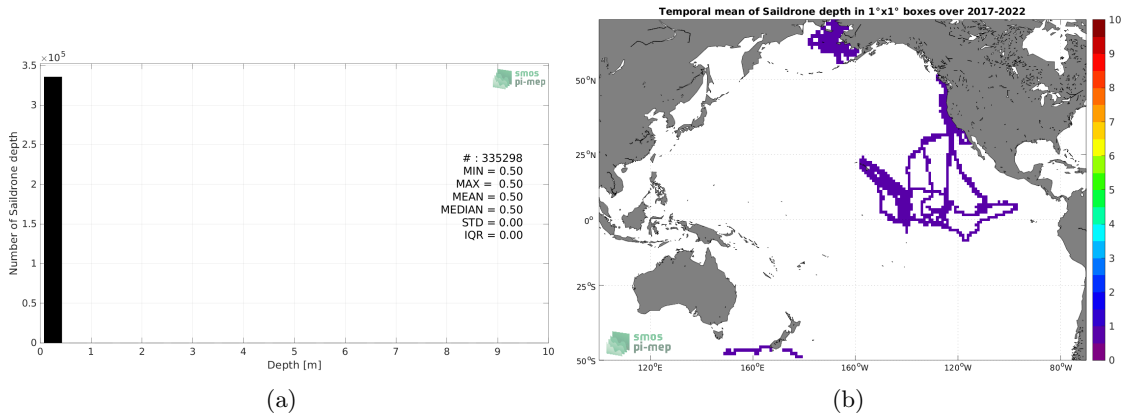 ×10⁵
3.5
3
2.5
2
1.5
1
0.5
0
0 1 2 3 4 5 6 7 8 9 10
Number of Saildrone depth
Depth [m]
smos
pi-mep
# : 335298
MIN = 0.50
MAX = 0.50
MEAN = 0.50
MEDIAN = 0.50
STD = 0.00
IQR = 0.00
(a)
Temporal mean of Saildrone depth in 1°x1° boxes over 2017-2022
50°N
25°N
0°
25°S
50°S
120°E 160°E 160°W 120°W 80°W
smos
pi-mep
10
9
8
7
6
5
4
3
2
1
0
(b)